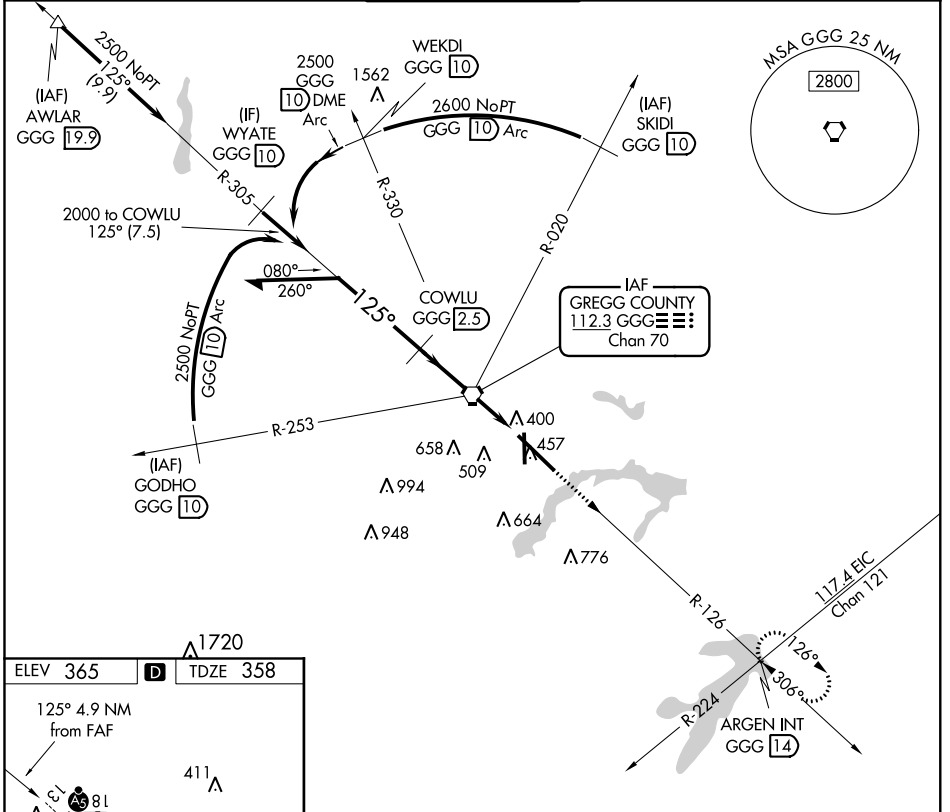 2500 NoPT
125°
(9.9)
(IAF)
AWLAR
GGG 19.9
R-305
(IF)
WYATE
GGG 10
2500
GGG
10 DME
Arc
1562
WEKDI
GGG 10
2600 NoPT
GGG 10 Arc
(IAF)
SKIDI
GGG 10
MSA GGG 25 NM
2800
R-330
R-020
2000 to COWLU
125° (7.5)
080°
260°
125°
COWLU
GGG 2.5
IAF
GREGG COUNTY
112.3 GGG
Chan 70
2500 NoPT
GGG 10 Arc
R-253
(IAF)
GODHO
GGG 10
400
457
658
509
994
948
664
776
117.4 EIC
Chan 121
R-126
126°
306°
R-224
ARGEN INT
GGG 14
1720
ELEV 365
D
TDZE 358
125° 4.9 NM
from FAF
411
13
A5
18